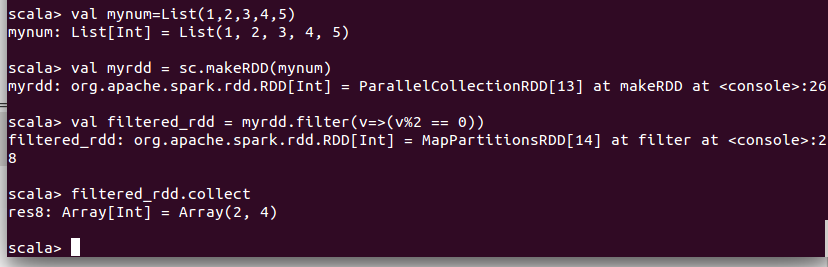 scala> val mynum=List(1,2,3,4,5)
mynum: List[Int] = List(1, 2, 3, 4, 5)
scala> val myrdd = sc.makeRDD(mynum)
myrdd: org.apache.spark.rdd.RDD[Int] = ParallelCollectionRDD[13] at makeRDD at <console>:26
scala> val filtered_rdd = myrdd.filter(v=>(v%2 == 0))
filtered_rdd: org.apache.spark.rdd.RDD[Int] = MapPartitionsRDD[14] at filter at <console>:2
8
scala> filtered_rdd.collect
res8: Array[Int] = Array(2, 4)
scala>